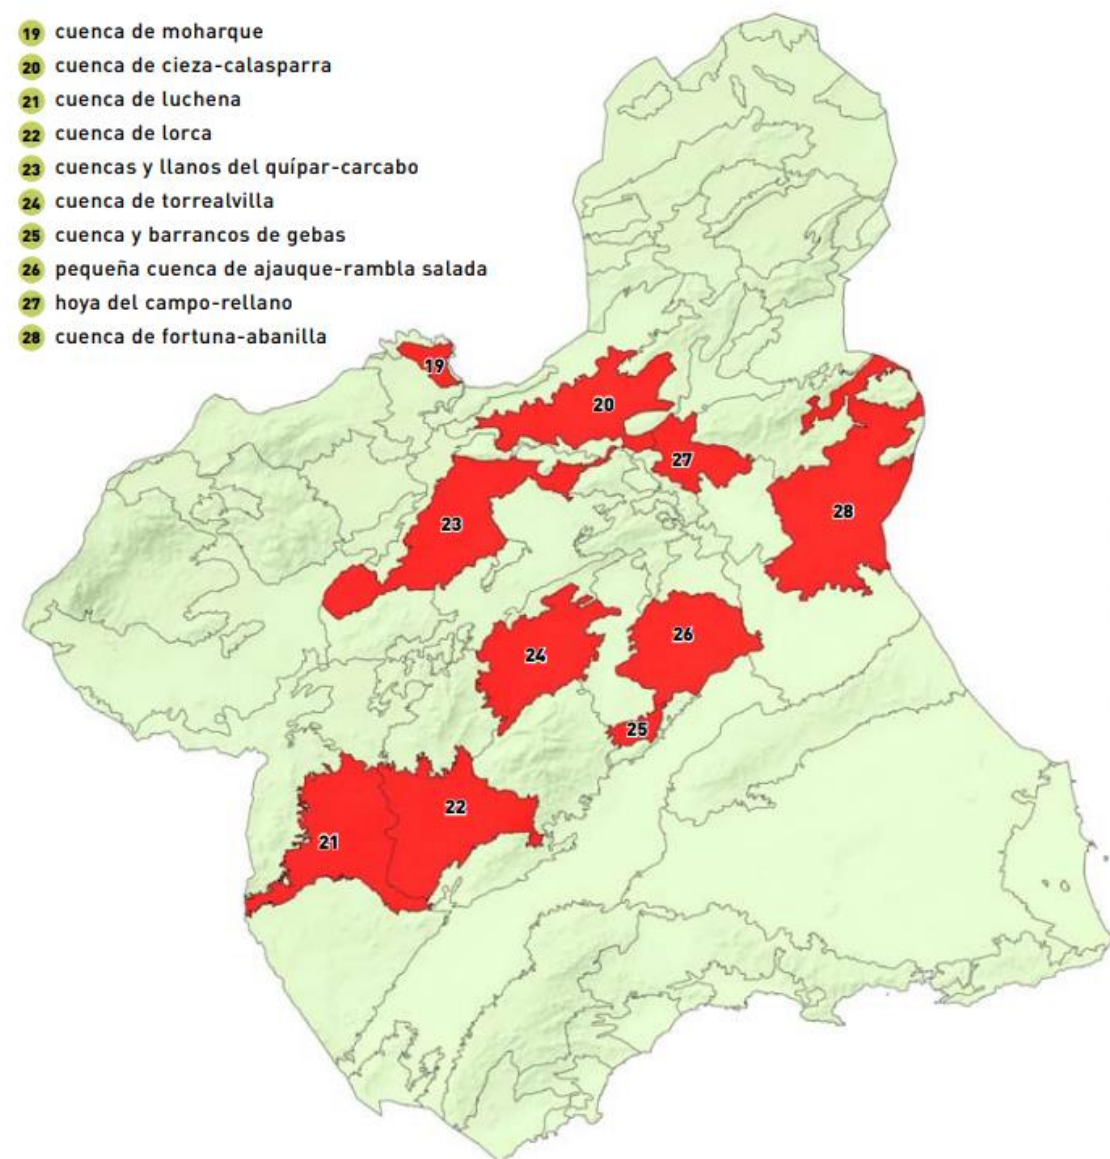 19 cuenca de moharque
20 cuenca de cieza-calasparra
21 cuenca de luchena
22 cuenca de lorca
23 cuencas y llanos del quípar-carcabo
24 cuenca de torrealvilla
25 cuenca y barrancos de gebas
26 pequeña cuenca de ajauque-rambla salada
27 hoya del campo-rellano
28 cuenca de fortuna-abanilla
19
20
27
28
23
26
24
25
22
21